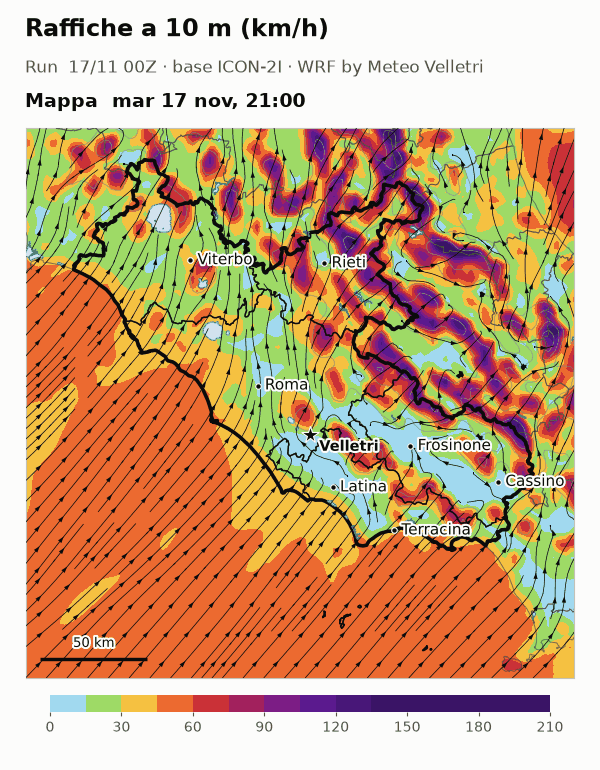 Raffiche a 10 m (km/h)
Run  17/11 00Z · base ICON-2I · WRF by Meteo Velletri
Mappa  mar 17 nov, 21:00
Viterbo
Rieti
Roma
Velletri
Frosinone
Latina
Cassino
Terracina
50 km
0 30 60 90 120 150 180 210